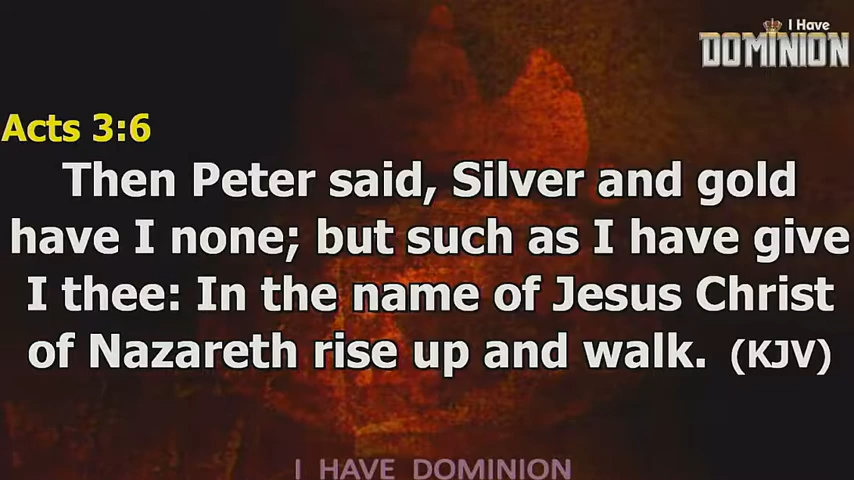 I Have
DOMINION
Acts 3:6
Then Peter said, Silver and gold
have I none; but such as I have give
I thee: In the name of Jesus Christ
of Nazareth rise up and walk. (KJV)
I HAVE DOMINION